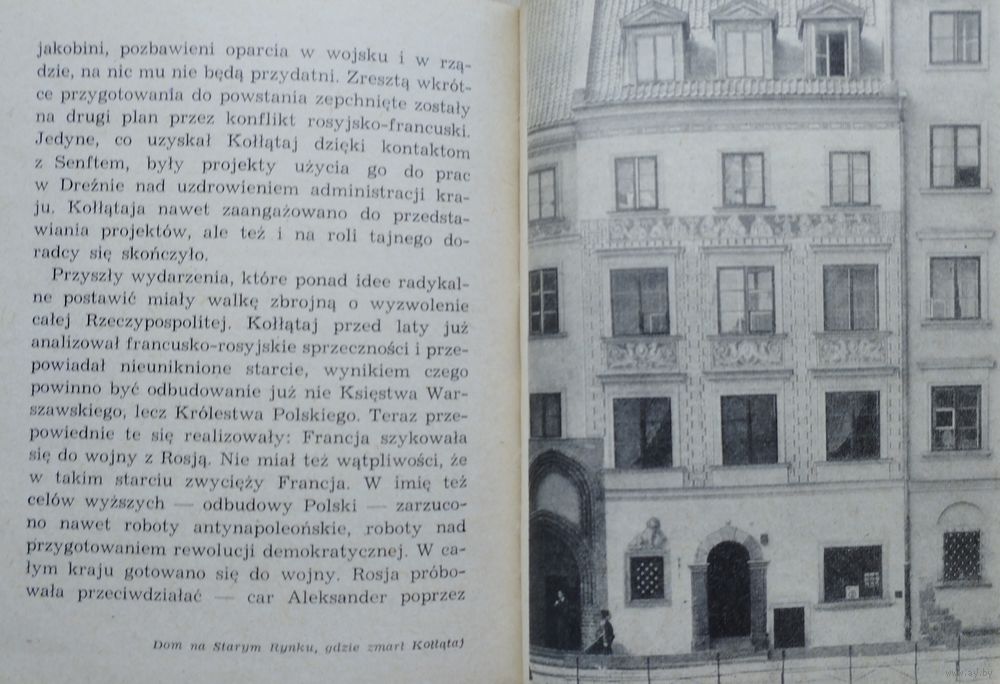 jakobini, pozbawieni oparcia w wojsku i w rzą-
dzie, na nic mu nie będą przydatni. Zresztą wkrót-
ce przygotowania do powstania zepchnięte zostały
na drugi plan przez konflikt rosyjsko-francuski.
Jedyne, co uzyskał Kołłątaj dzięki kontaktom
z Senftem, były projekty użycia go do prac
w Dreźnie nad uzdrowieniem administracji kra-
ju. Kołłątaja nawet zaangażowano do przedsta-
wiania projektów, ale też i na roli tajnego do-
radcy się skończyło.
Przyszły wydarzenia, które ponad idee radykal-
ne postawić miały walkę zbrojną o wyzwolenie
całej Rzeczypospolitej. Kołłątaj przed laty już
analizował francusko-rosyjskie sprzeczności i prze-
powiadał nieuniknione starcie, wynikiem czego
powinno być odbudowanie już nie Księstwa War-
szawskiego, lecz Królestwa Polskiego. Teraz prze-
powiednie te się realizowały: Francja szykowała
się do wojny z Rosją. Nie miał też wątpliwości, że
w takim starciu zwycięży Francja. W imię też
celów wyższych — odbudowy Polski — zarzuco-
no nawet roboty antynapoleońskie, roboty nad
przygotowaniem rewolucji demokratycznej. W ca-
łym kraju gotowano się do wojny. Rosja próbo-
wała przeciwdziałać — car Aleksander poprzez
Dom na Starym Rynku, gdzie zmarł Kołłątaj
www.ay.by